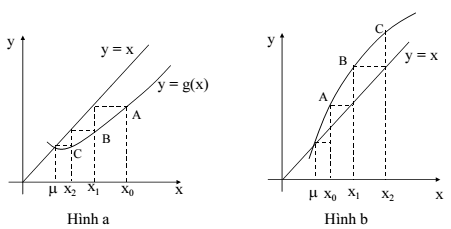 y
y = x
y = g(x)
A
B
C
μ x₂ x₁ x₀ x
Hình a
y
C
B
y = x
A
μ x₀ x₁ x₂ x
Hình b